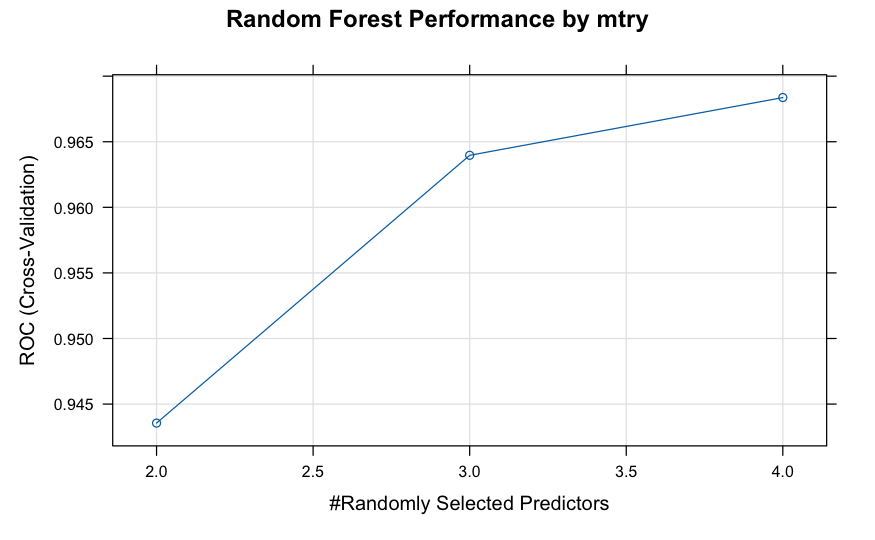 Random Forest Performance by mtry
ROC (Cross-Validation)
0.965
0.960
0.955
0.950
0.945
2.0 2.5 3.0 3.5 4.0
#Randomly Selected Predictors